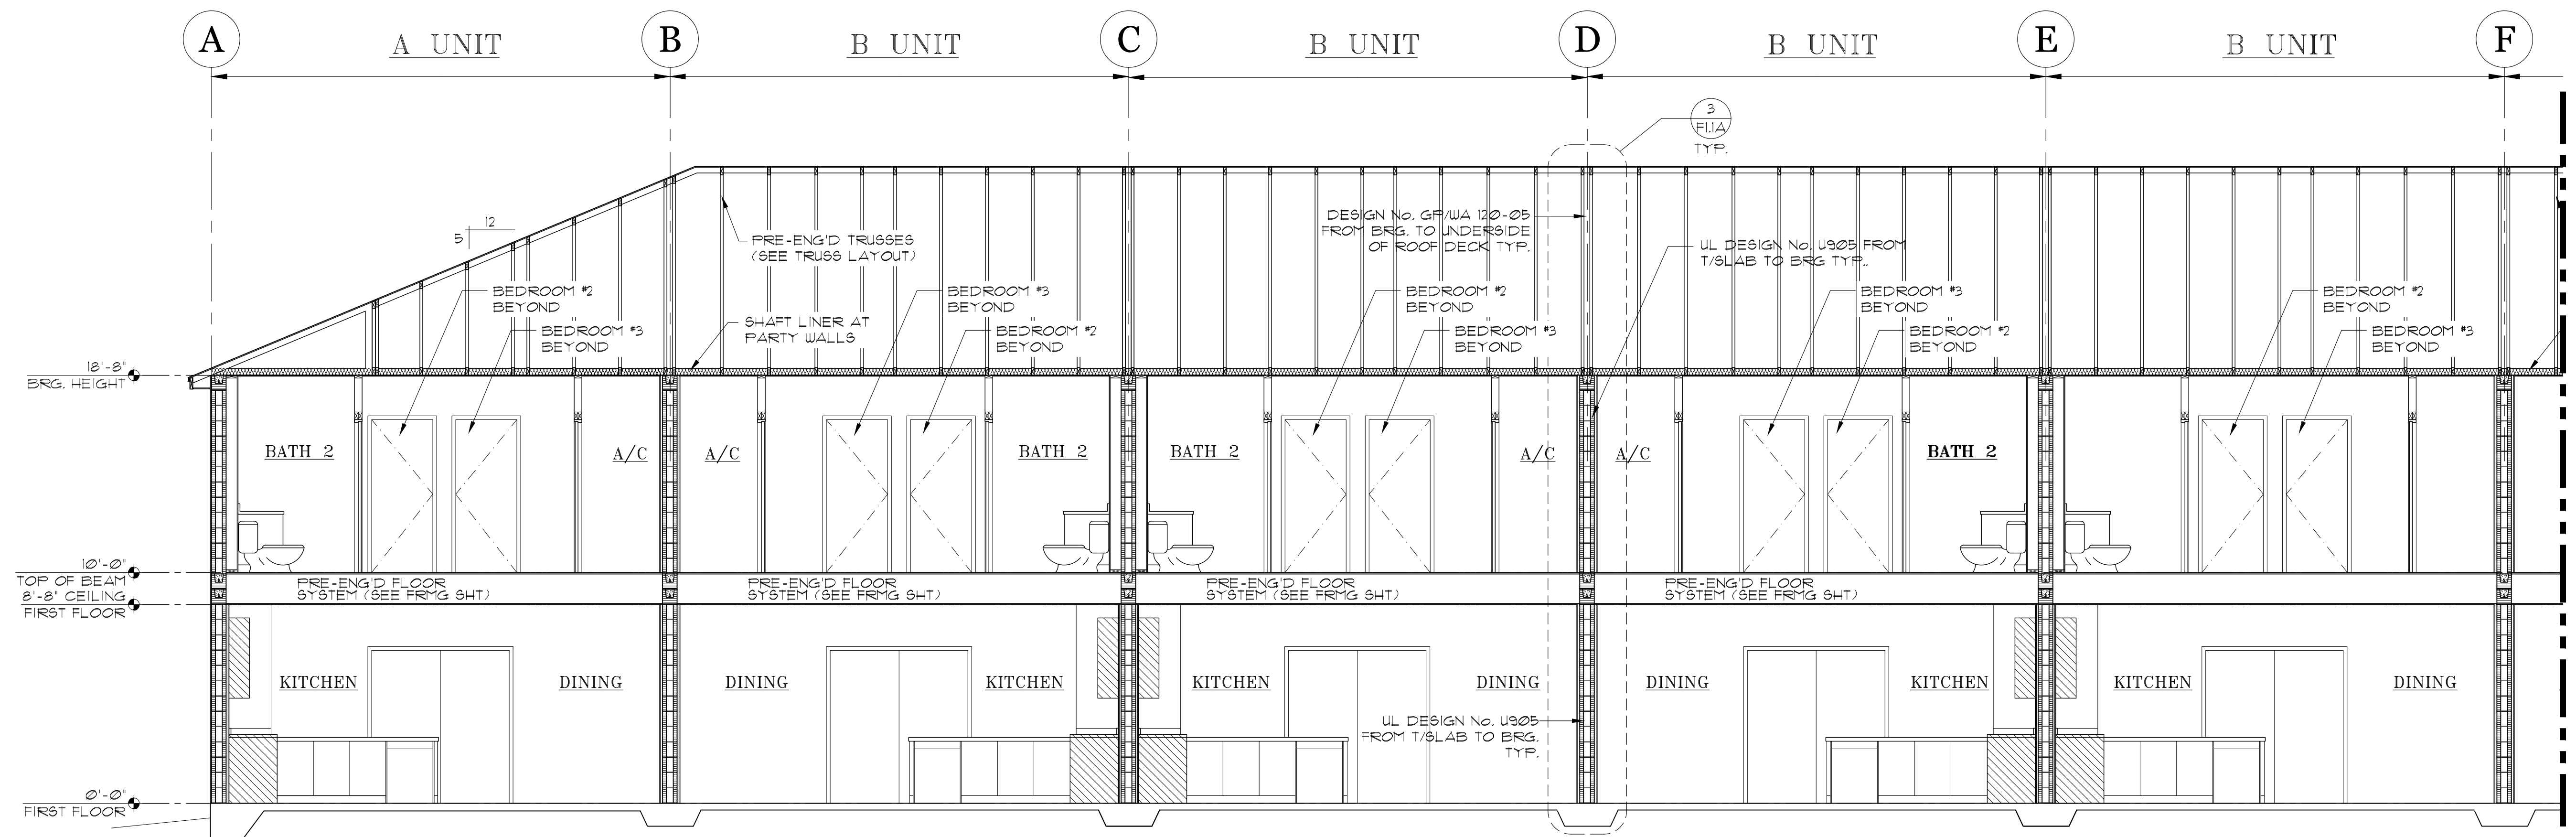 A
A UNIT
B
B UNIT
C
B UNIT
D
B UNIT
E
B UNIT
F
3
F1.1A
TYP.
12
5
PRE-ENG'D TRUSSES
(SEE TRUSS LAYOUT)
DESIGN No. GP/WA 120-05
FROM BRG. TO UNDERSIDE
OF ROOF DECK TYP.
UL DESIGN No. U905 FROM
T/SLAB TO BRG TYP..
BEDROOM #2
BEYOND
BEDROOM #3
BEYOND
SHAFT LINER AT
PARTY WALLS
BEDROOM #3
BEYOND
BEDROOM #2
BEYOND
BEDROOM #2
BEYOND
BEDROOM #3
BEYOND
BEDROOM #3
BEYOND
BEDROOM #2
BEYOND
BEDROOM #2
BEYOND
BEDROOM #3
BEYOND
18'-8"
BRG. HEIGHT
BATH 2
A/C
A/C
BATH 2
BATH 2
A/C
A/C
BATH 2
10'-0"
TOP OF BEAM
8'-8" CEILING
FIRST FLOOR
PRE-ENG'D FLOOR
SYSTEM (SEE FRMG SHT)
PRE-ENG'D FLOOR
SYSTEM (SEE FRMG SHT)
PRE-ENG'D FLOOR
SYSTEM (SEE FRMG SHT)
PRE-ENG'D FLOOR
SYSTEM (SEE FRMG SHT)
KITCHEN
DINING
DINING
KITCHEN
KITCHEN
DINING
DINING
KITCHEN
KITCHEN
DINING
UL DESIGN No. U905
FROM T/SLAB TO BRG.
TYP.
0'-0"
FIRST FLOOR